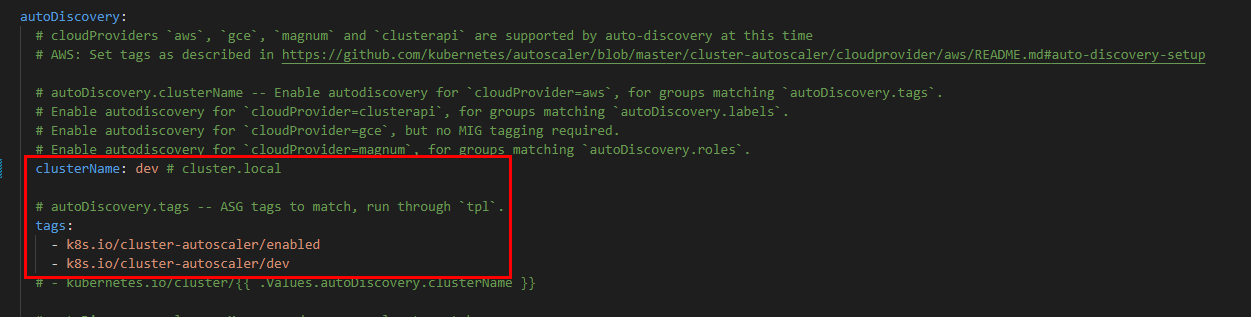 autoDiscovery:
# cloudProviders `aws`, `gce`, `magnum` and `clusterapi` are supported by auto-discovery at this time
# AWS: Set tags as described in https://github.com/kubernetes/autoscaler/blob/master/cluster-autoscaler/cloudprovider/aws/README.md#auto-discovery-setup
# autoDiscovery.clusterName -- Enable autodiscovery for `cloudProvider=aws`, for groups matching `autoDiscovery.tags`.
# Enable autodiscovery for `cloudProvider=clusterapi`, for groups matching `autoDiscovery.labels`.
# Enable autodiscovery for `cloudProvider=gce`, but no MIG tagging required.
# Enable autodiscovery for `cloudProvider=magnum`, for groups matching `autoDiscovery.roles`.
clusterName: dev # cluster.local
# autoDiscovery.tags -- ASG tags to match, run through `tpl`.
tags:
- k8s.io/cluster-autoscaler/enabled
- k8s.io/cluster-autoscaler/dev
# - kubernetes.io/cluster/{{ .Values.autoDiscovery.clusterName }}